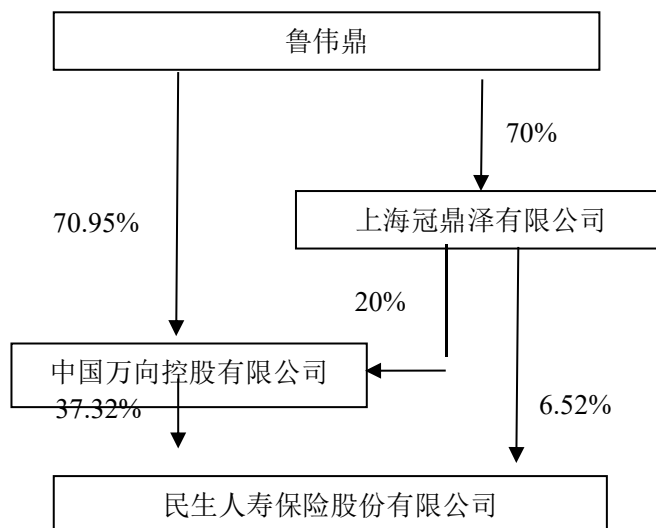 鲁伟鼎
70%
70.95%
上海冠鼎泽有限公司
20%
中国万向控股有限公司
37.32%
6.52%
民生人寿保险股份有限公司